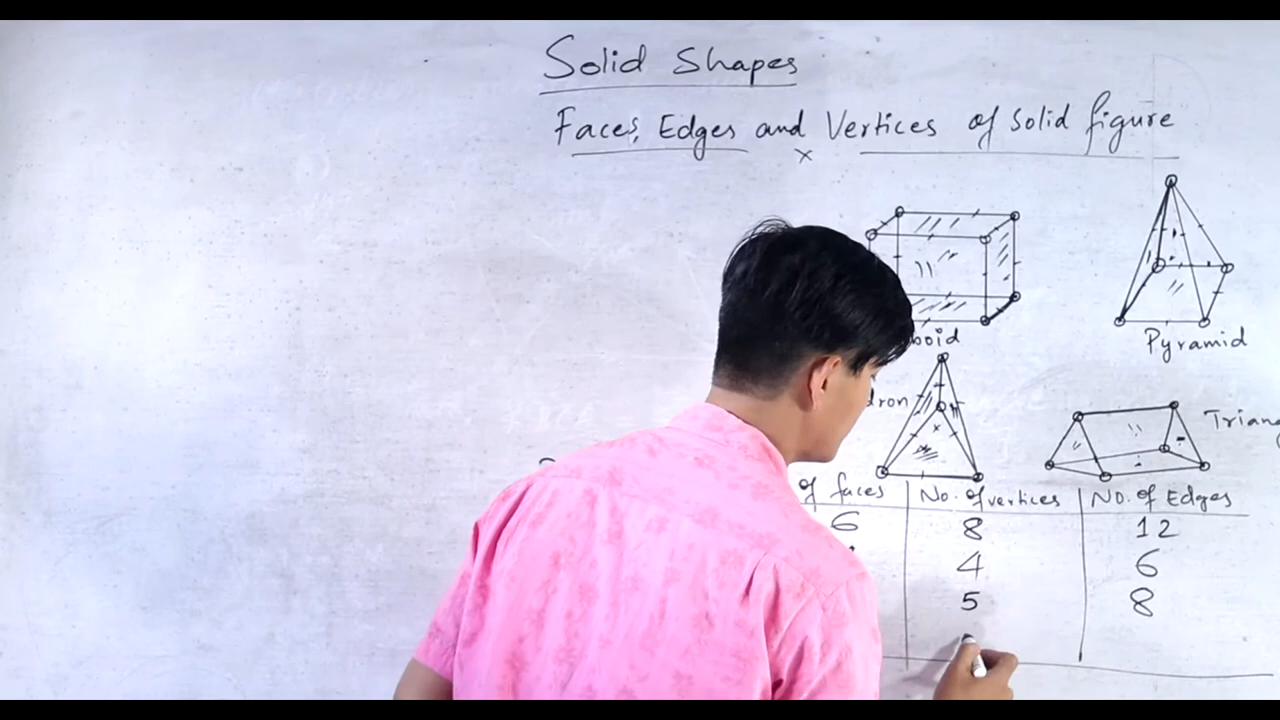 Solid Shapes
Faces, Edges and Vertices of Solid figure
Pyramid
of faces No. of vertices No. of Edges
6 8 12
4 6
5 8